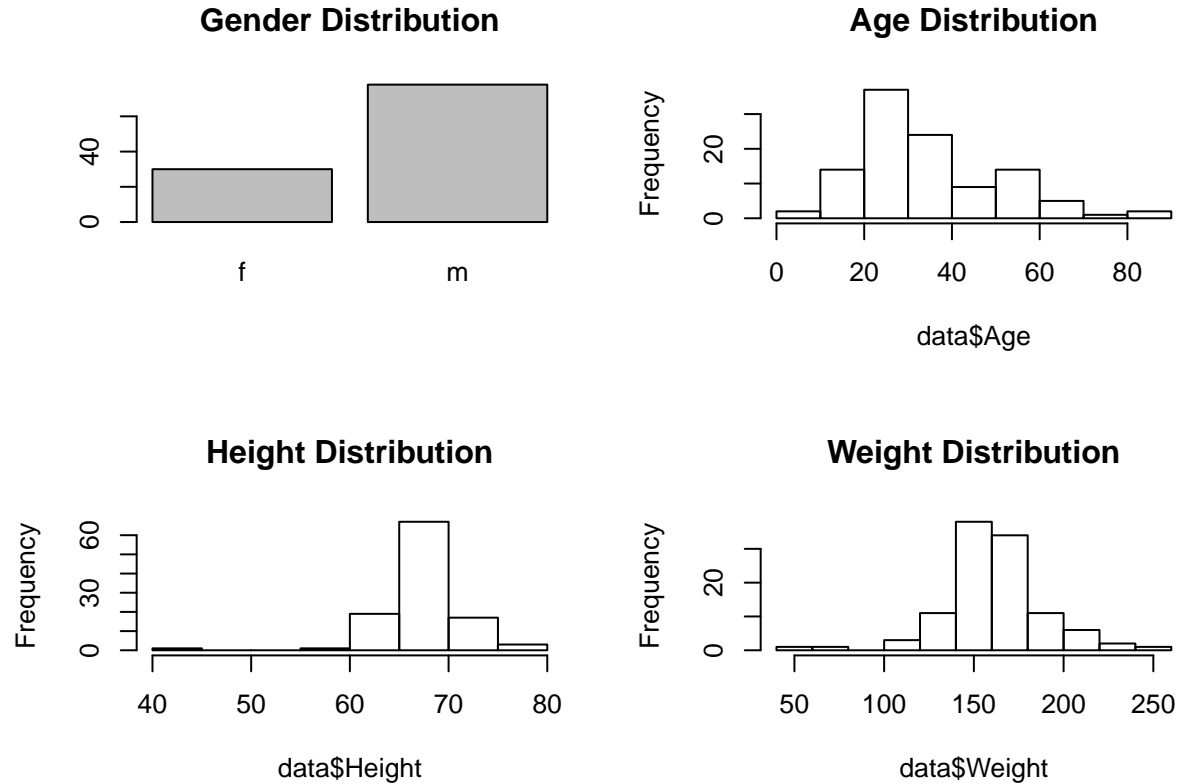 Gender Distribution
40
0
f
m
Age Distribution
Frequency
20
0
0 20 40 60 80
data$Age
Height Distribution
Frequency
60
30
0
40 50 60 70 80
data$Height
Weight Distribution
Frequency
20
0
50 100 150 200 250
data$Weight